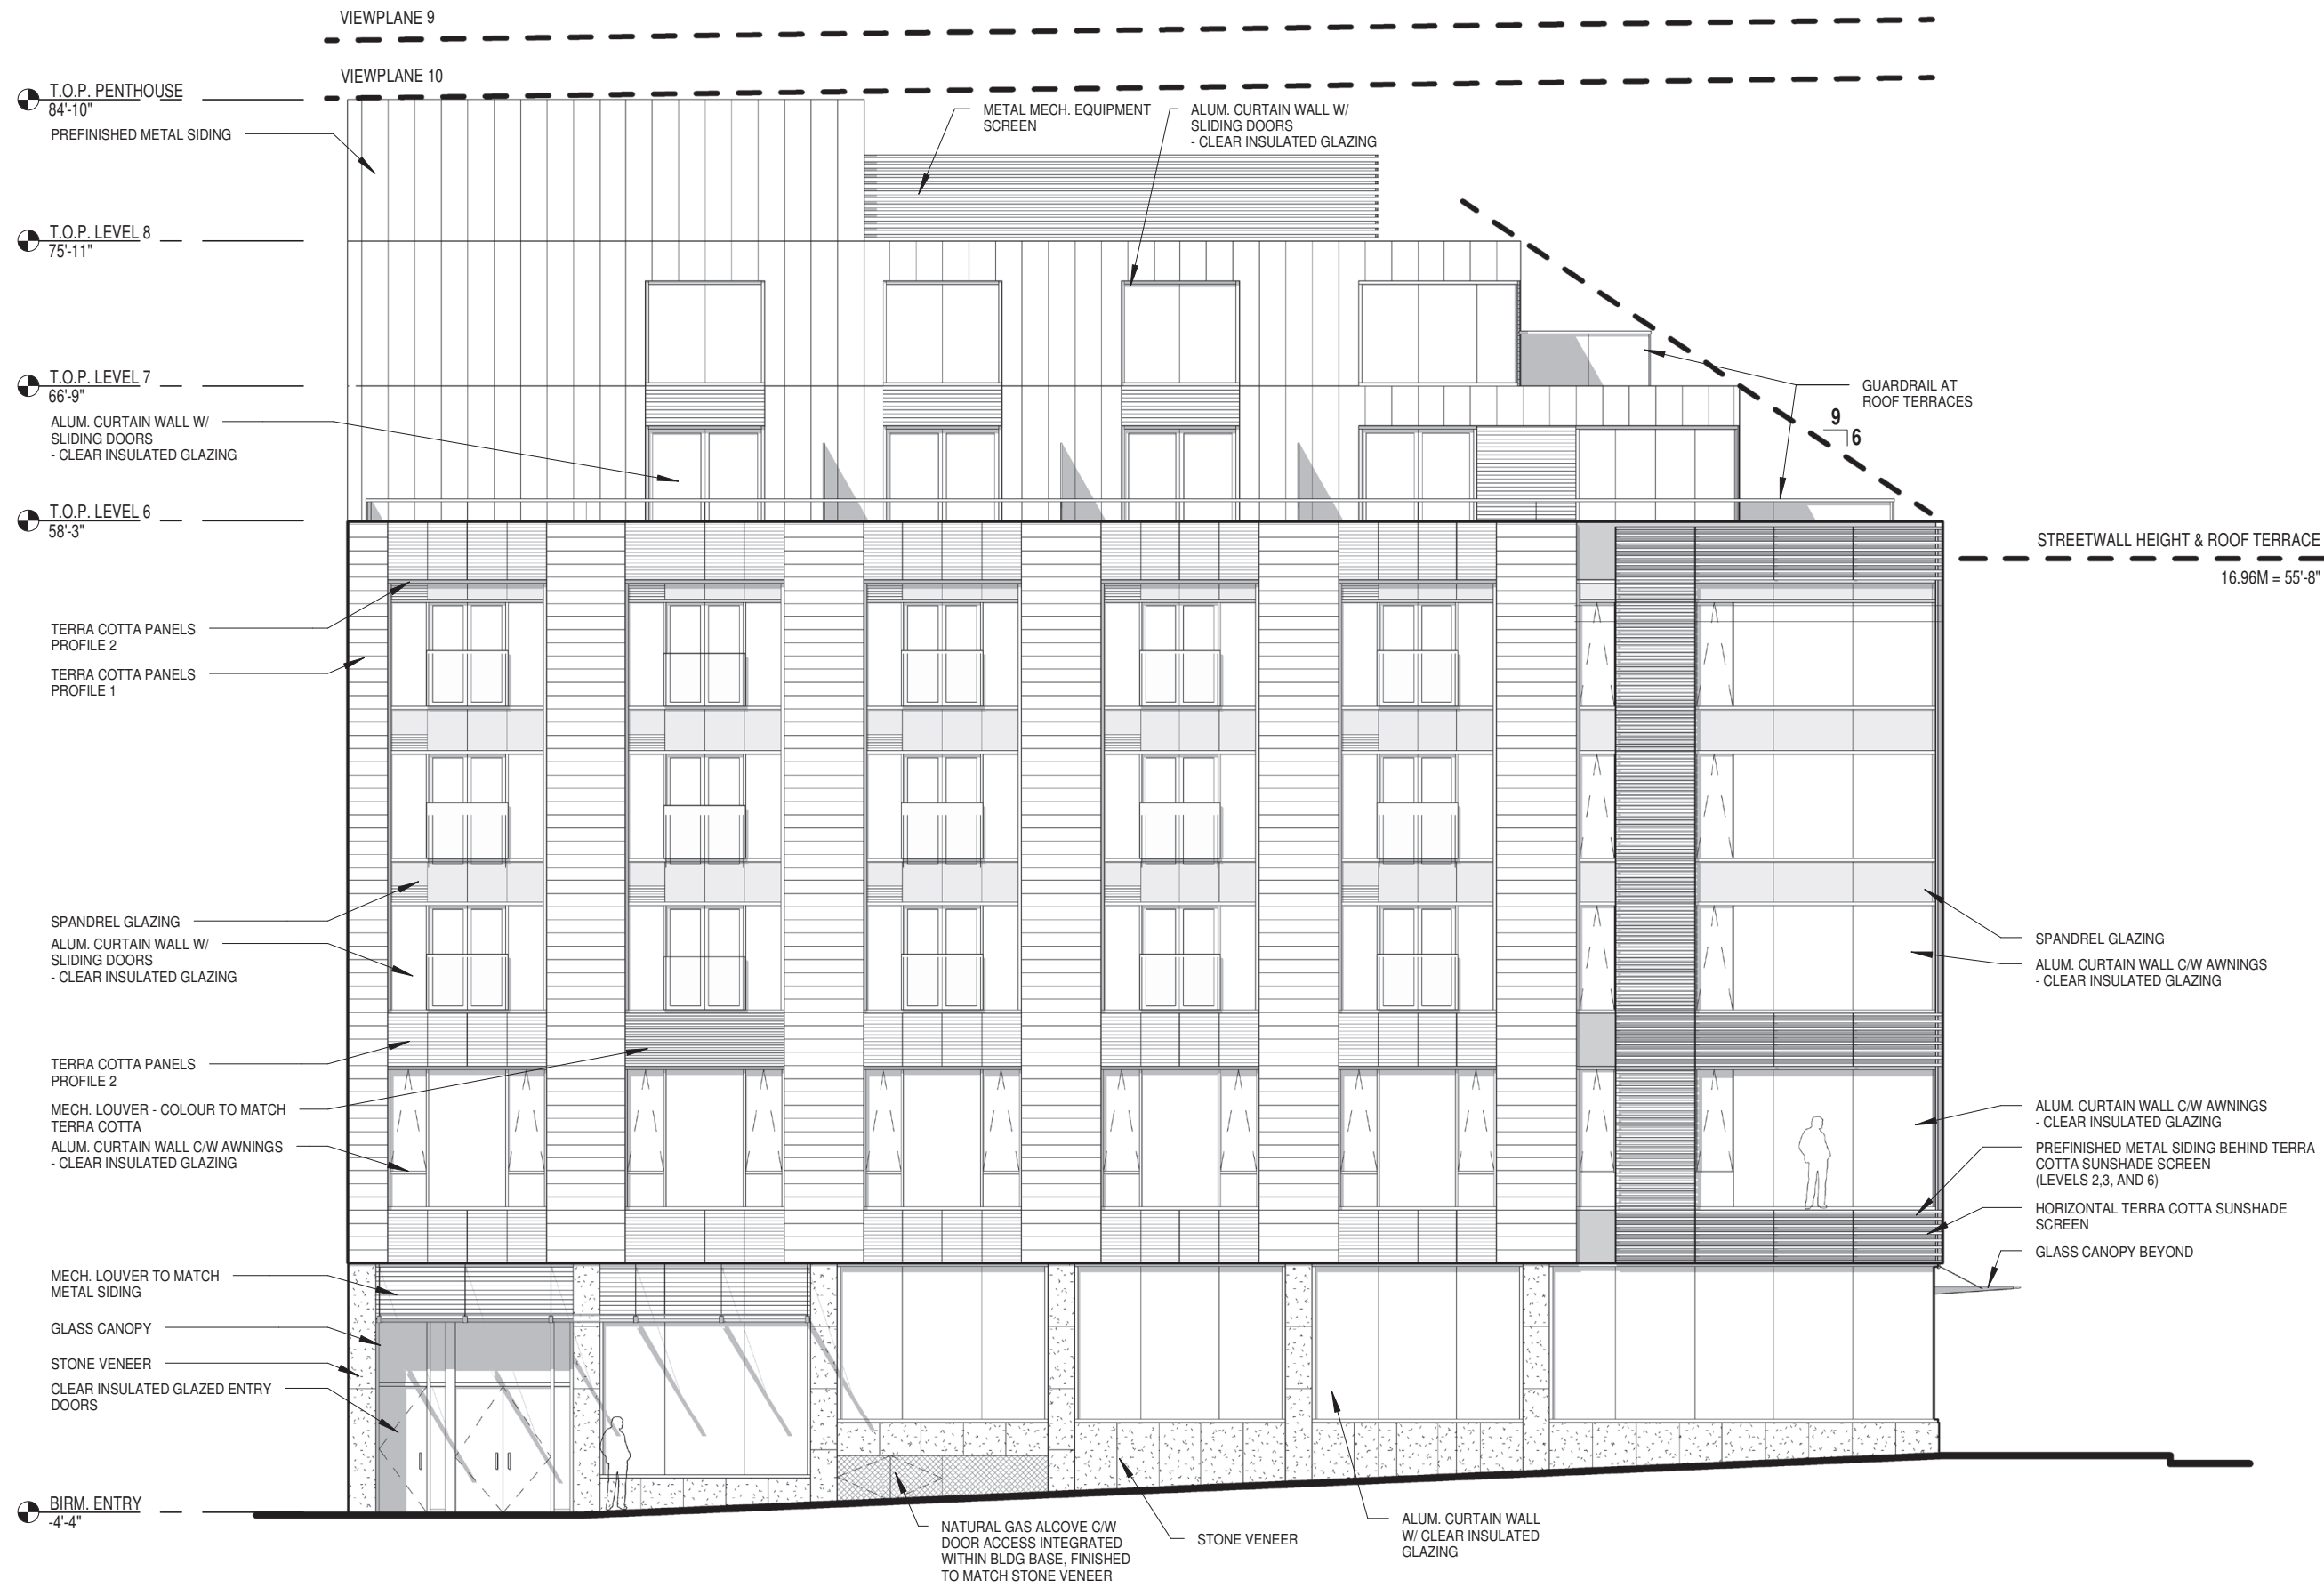 VIEWPLANE 9
VIEWPLANE 10
T.O.P. PENTHOUSE
84'-10"
PREFINISHED METAL SIDING
METAL MECH. EQUIPMENT
SCREEN
ALUM. CURTAIN WALL W/
SLIDING DOORS
- CLEAR INSULATED GLAZING
T.O.P. LEVEL 8
75'-11"
T.O.P. LEVEL 7
66'-9"
ALUM. CURTAIN WALL W/
SLIDING DOORS
- CLEAR INSULATED GLAZING
GUARDRAIL AT
ROOF TERRACES
9
6
T.O.P. LEVEL 6
58'-3"
STREETWALL HEIGHT & ROOF TERRACE
16.96M = 55'-8"
TERRA COTTA PANELS
PROFILE 2
TERRA COTTA PANELS
PROFILE 1
SPANDREL GLAZING
ALUM. CURTAIN WALL W/
SLIDING DOORS
- CLEAR INSULATED GLAZING
SPANDREL GLAZING
ALUM. CURTAIN WALL C/W AWNINGS
- CLEAR INSULATED GLAZING
TERRA COTTA PANELS
PROFILE 2
MECH. LOUVER - COLOUR TO MATCH
TERRA COTTA
ALUM. CURTAIN WALL C/W AWNINGS
- CLEAR INSULATED GLAZING
ALUM. CURTAIN WALL C/W AWNINGS
- CLEAR INSULATED GLAZING
PREFINISHED METAL SIDING BEHIND TERRA
COTTA SUNSHADE SCREEN
(LEVELS 2,3, AND 6)
HORIZONTAL TERRA COTTA SUNSHADE
SCREEN
GLASS CANOPY BEYOND
MECH. LOUVER TO MATCH
METAL SIDING
GLASS CANOPY
STONE VENEER
CLEAR INSULATED GLAZED ENTRY
DOORS
BIRM. ENTRY
-4'-4"
NATURAL GAS ALCOVE C/W
DOOR ACCESS INTEGRATED
WITHIN BLDG BASE, FINISHED
TO MATCH STONE VENEER
STONE VENEER
ALUM. CURTAIN WALL
W/ CLEAR INSULATED
GLAZING